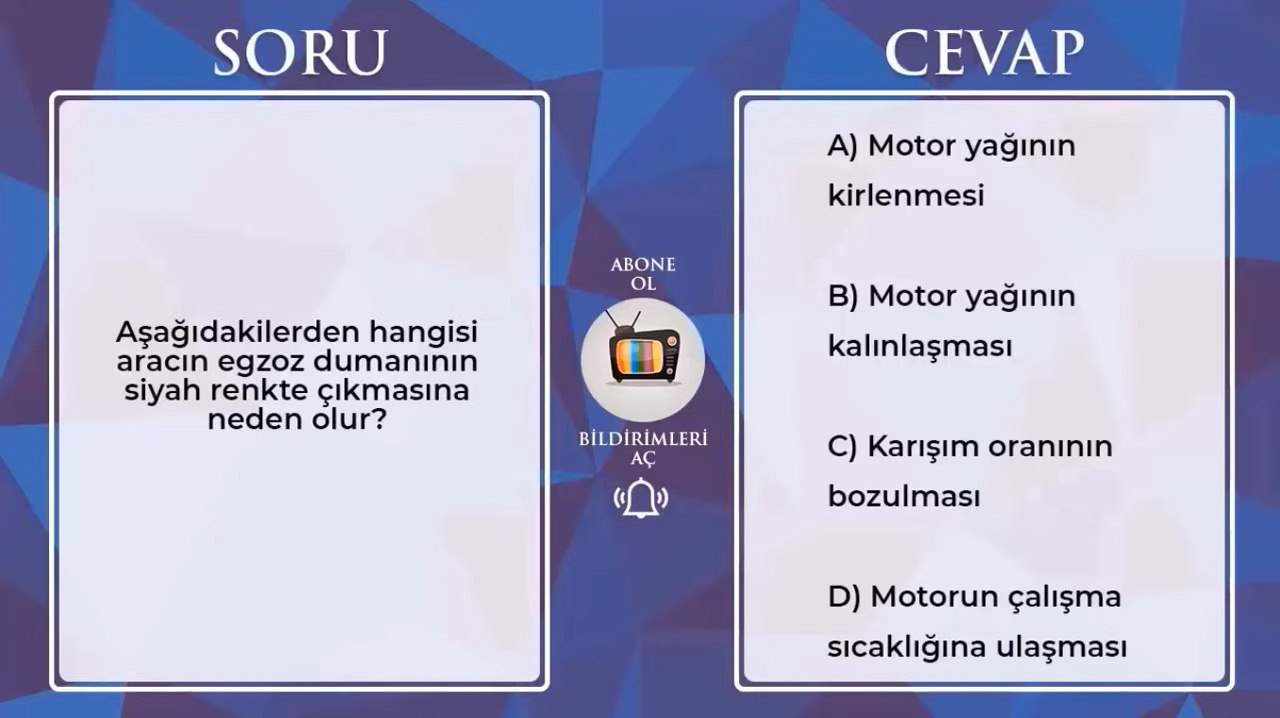 SORU
Aşağıdakilerden hangisi
aracın egzoz dumanının
siyah renkte çıkmasına
neden olur?
ABONE
OL
BİLDİRİMLERİ
AÇ
CEVAP
A) Motor yağının
kirlenmesi
B) Motor yağının
kalınlaşması
C) Karışım oranının
bozulması
D) Motorun çalışma
sıcaklığına ulaşması